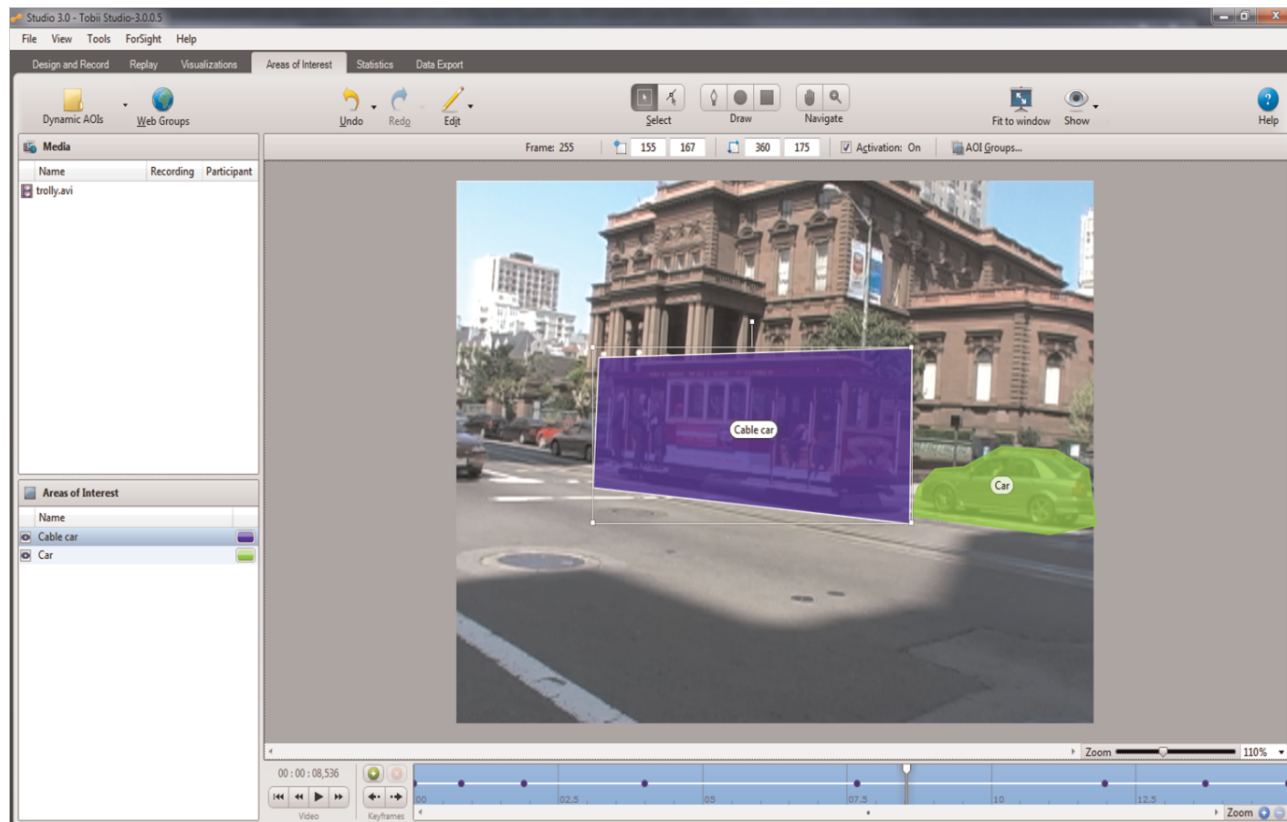 Studio 3.0 - Tobii Studio-3.0.0.5
File View Tools ForSight Help
Design and Record Replay Visualizations Areas of Interest Statistics Data Export
Dynamic AOIs Web Groups Undo Redo Edit Select Draw Navigate Fit to window Show Help
Media
Frame: 255 155 167 360 175 Activation: On AOI Groups...
Name Recording Participant
trolly.avi
Cable car
Car
Areas of Interest
Name
Cable car
Car
Zoom 110%
00 : 00 : 08,536
00 02.5 05 07.5 10 12.5
Video Keyframes Zoom